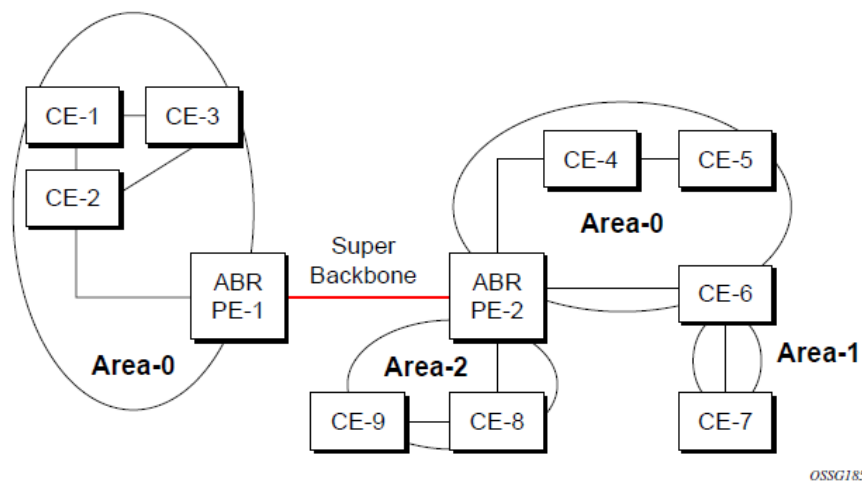 CE-1
CE-3
CE-2
CE-4
CE-5
Area-0
Super
Backbone
ABR
PE-1
ABR
PE-2
CE-6
Area-0
Area-2
Area-1
CE-9
CE-8
CE-7
OSSG185